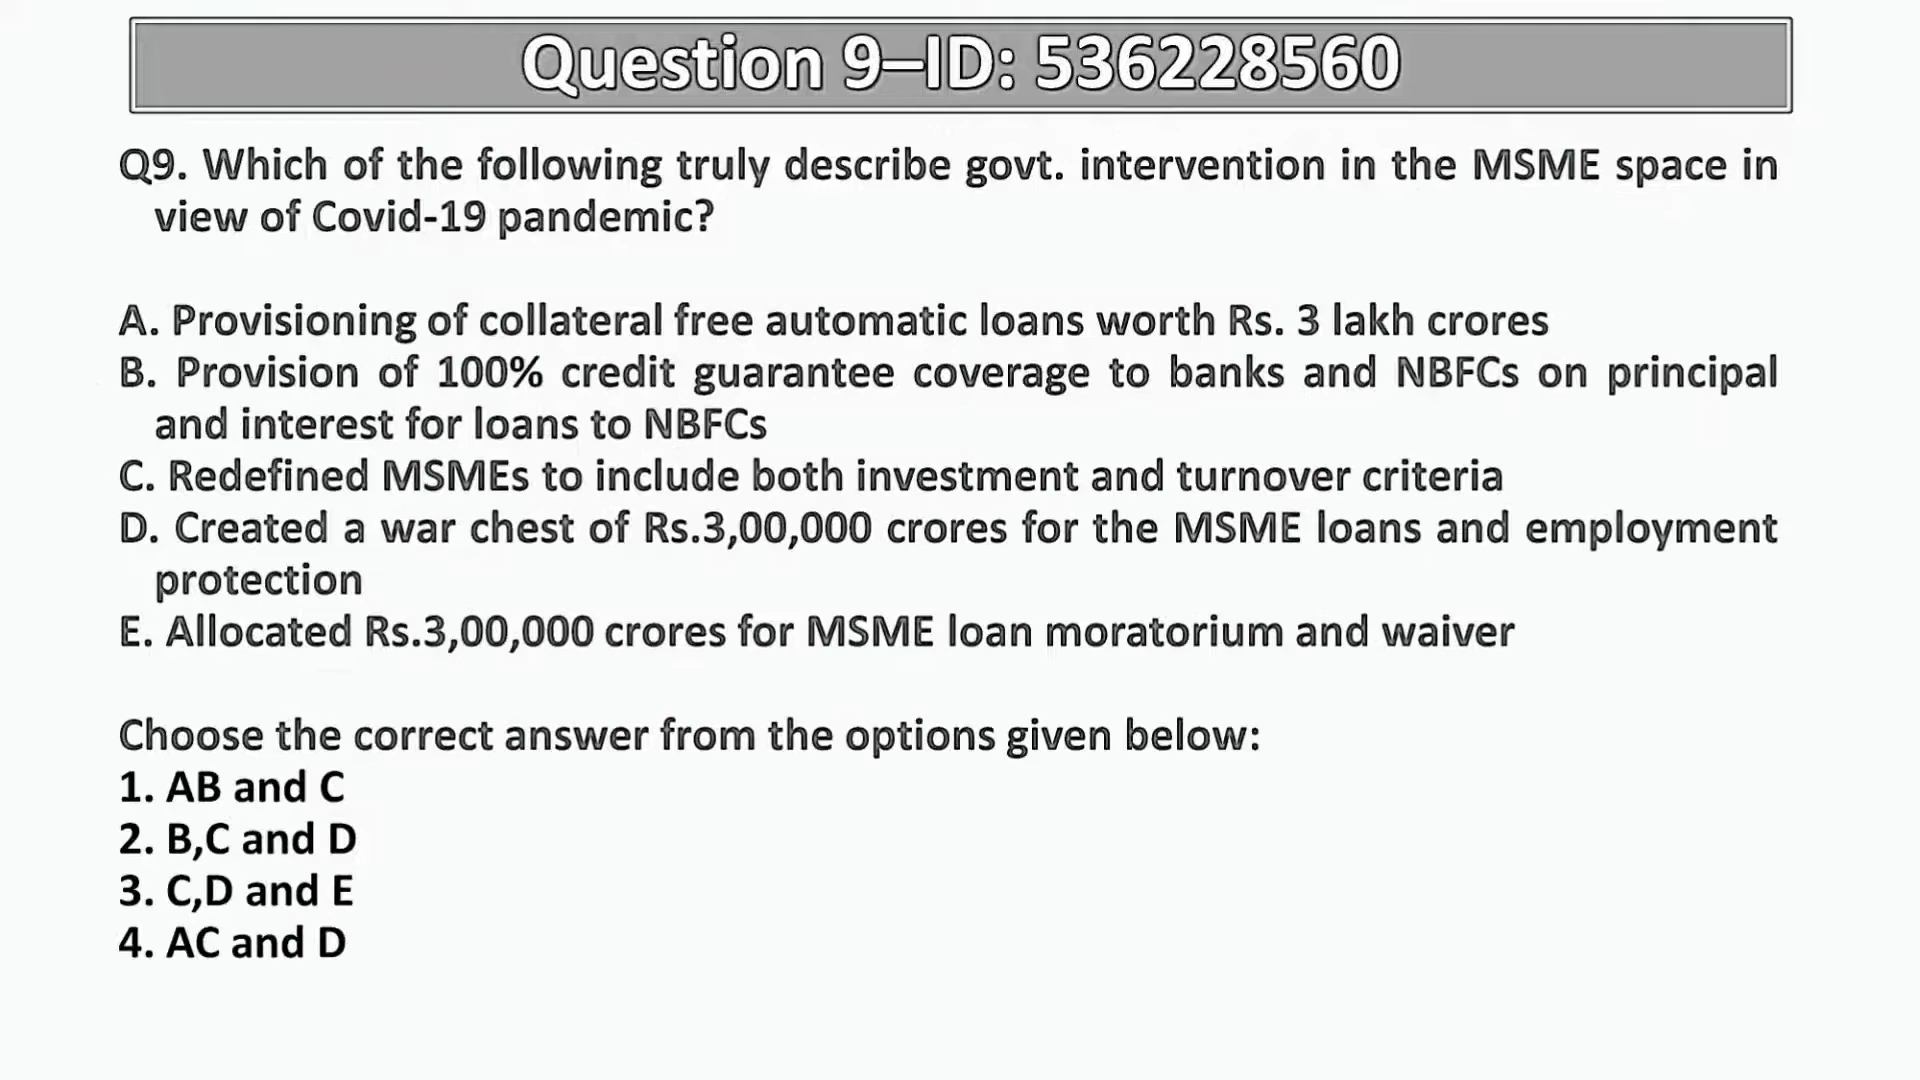 Question 9–ID: 536228560
Q9. Which of the following truly describe govt. intervention in the MSME space in
view of Covid-19 pandemic?
A. Provisioning of collateral free automatic loans worth Rs. 3 lakh crores
B. Provision of 100% credit guarantee coverage to banks and NBFCs on principal
and interest for loans to NBFCs
C. Redefined MSMEs to include both investment and turnover criteria
D. Created a war chest of Rs.3,00,000 crores for the MSME loans and employment
protection
E. Allocated Rs.3,00,000 crores for MSME loan moratorium and waiver
Choose the correct answer from the options given below:
1. AB and C
2. B,C and D
3. C,D and E
4. AC and D